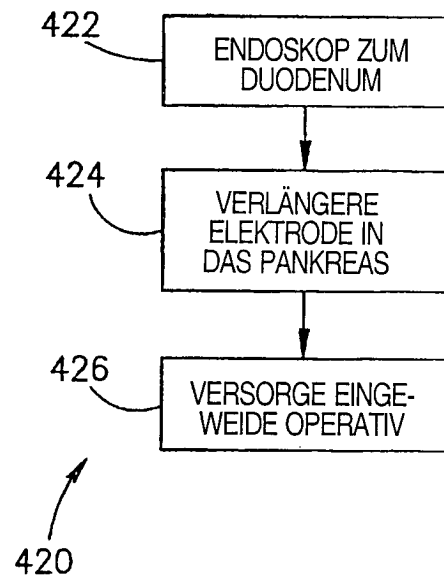 422
ENDOSKOP ZUM
DUODENUM
424
VERLÄNGERE
ELEKTRODE IN
DAS PANKREAS
426
VERSORGE EINGE-
WEIDE OPERATIV
420